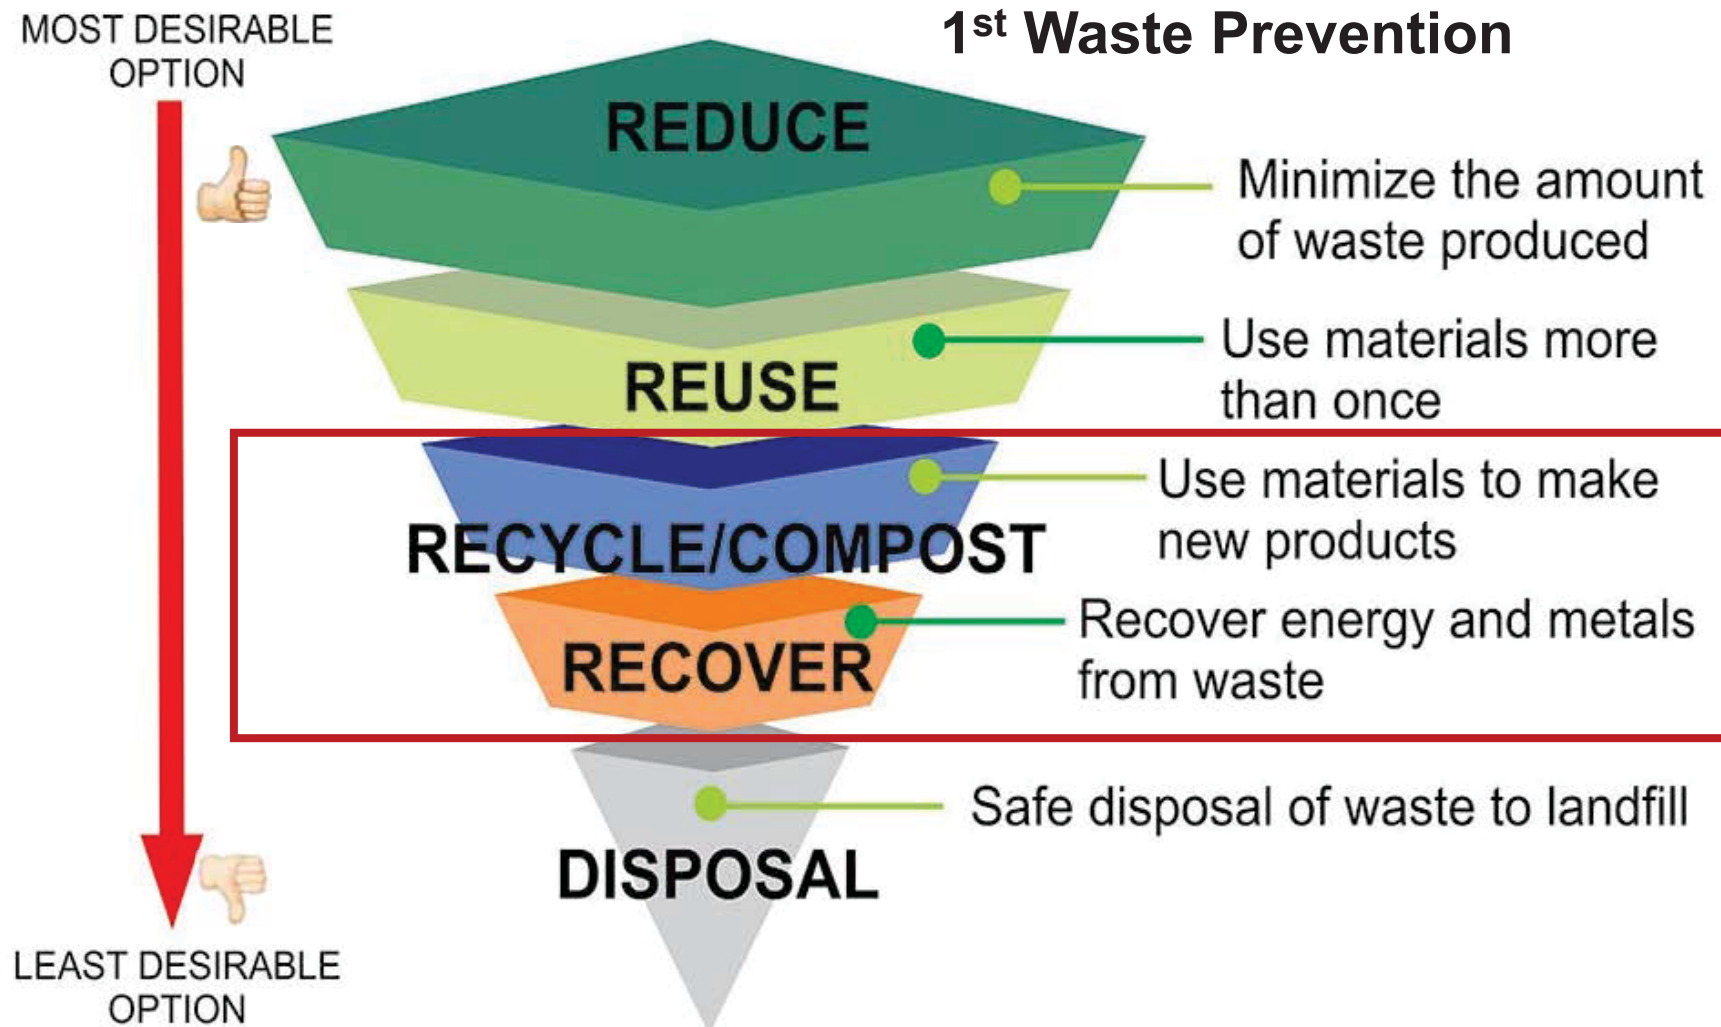 MOST DESIRABLE
OPTION
1st Waste Prevention
REDUCE
Minimize the amount
of waste produced
REUSE
Use materials more
than once
RECYCLE/COMPOST
Use materials to make
new products
RECOVER
Recover energy and metals
from waste
Safe disposal of waste to landfill
DISPOSAL
LEAST DESIRABLE
OPTION